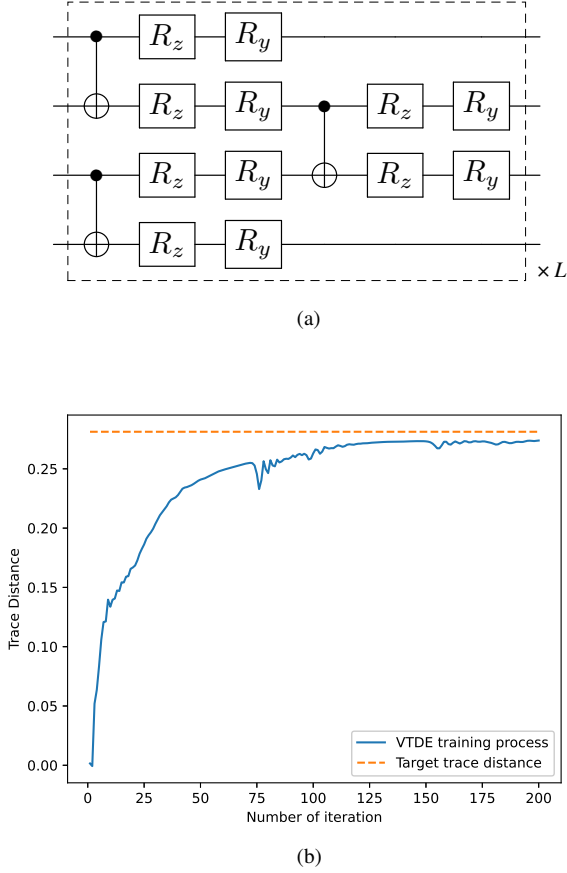 R_z R_y
R_z R_y R_z R_y
R_z R_y R_z R_y
R_z R_y
× L
(a)
0.25
0.20
0.15
0.10
0.05
0.00
Trace Distance
VTDE training process
Target trace distance
0 25 50 75 100 125 150 175 200
Number of iteration
(b)